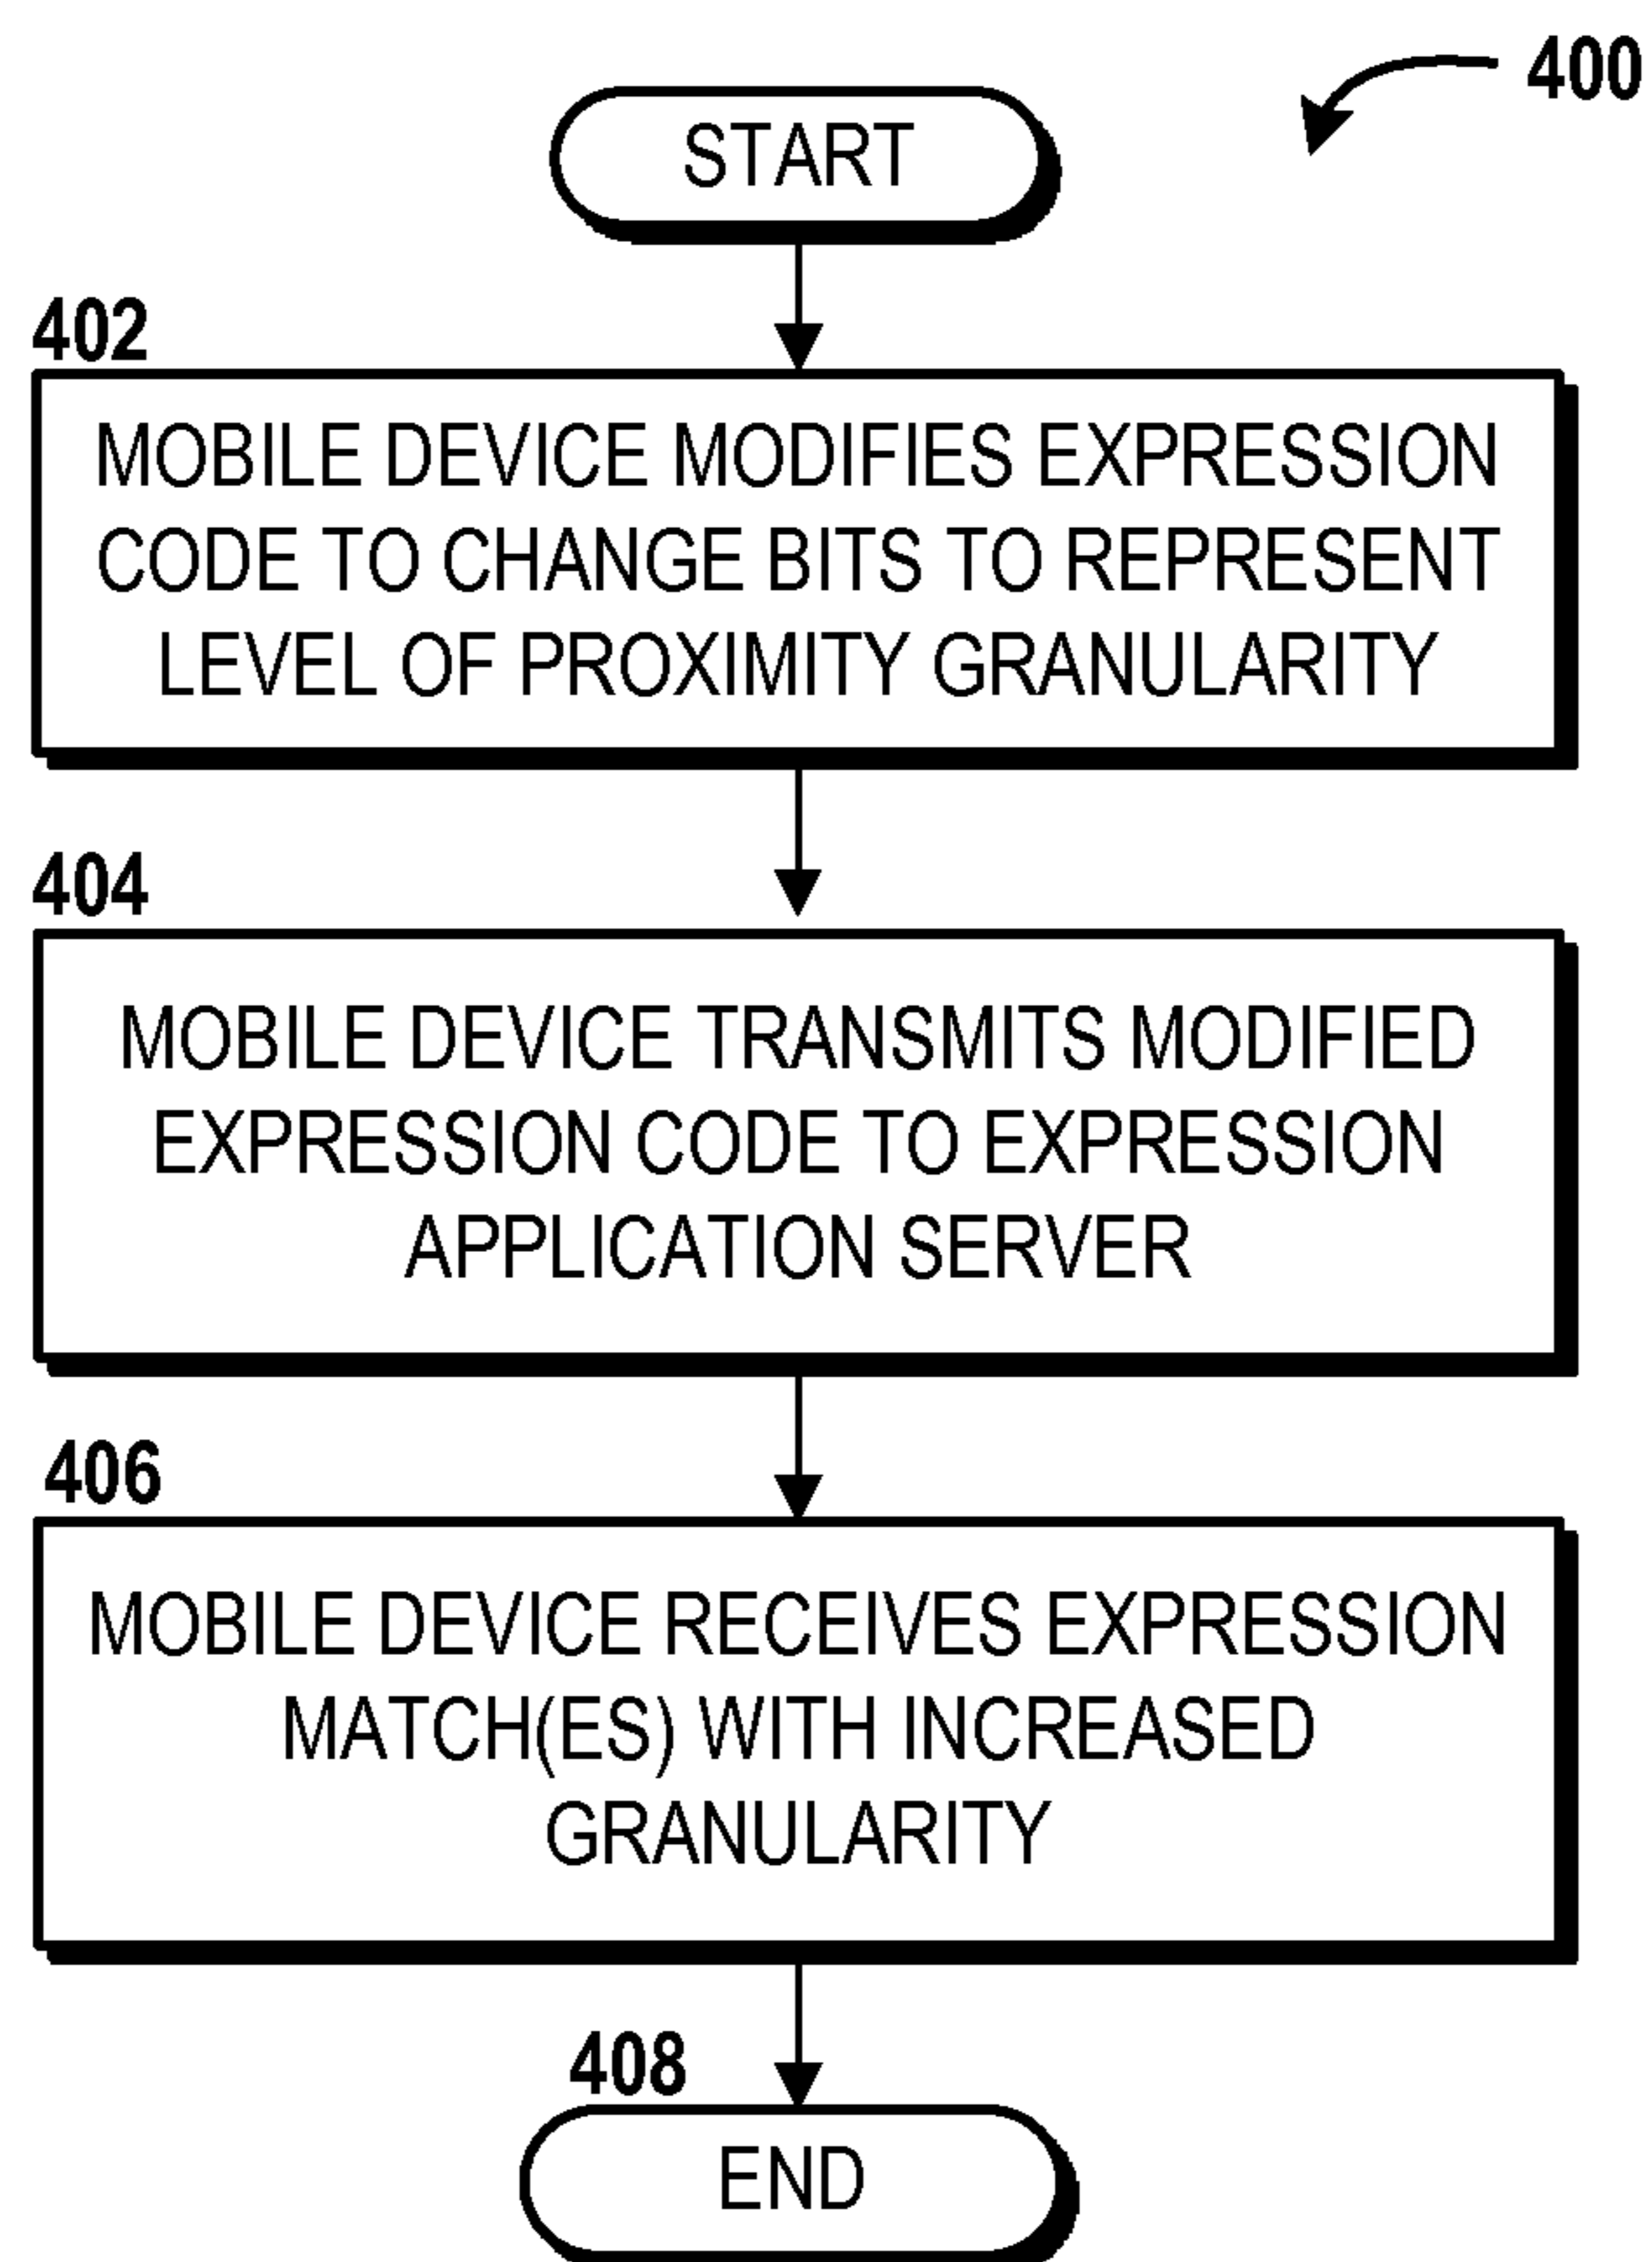 400
START
402
MOBILE DEVICE MODIFIES EXPRESSION
CODE TO CHANGE BITS TO REPRESENT
LEVEL OF PROXIMITY GRANULARITY
404
MOBILE DEVICE TRANSMITS MODIFIED
EXPRESSION CODE TO EXPRESSION
APPLICATION SERVER
406
MOBILE DEVICE RECEIVES EXPRESSION
MATCH(ES) WITH INCREASED
GRANULARITY
408
END